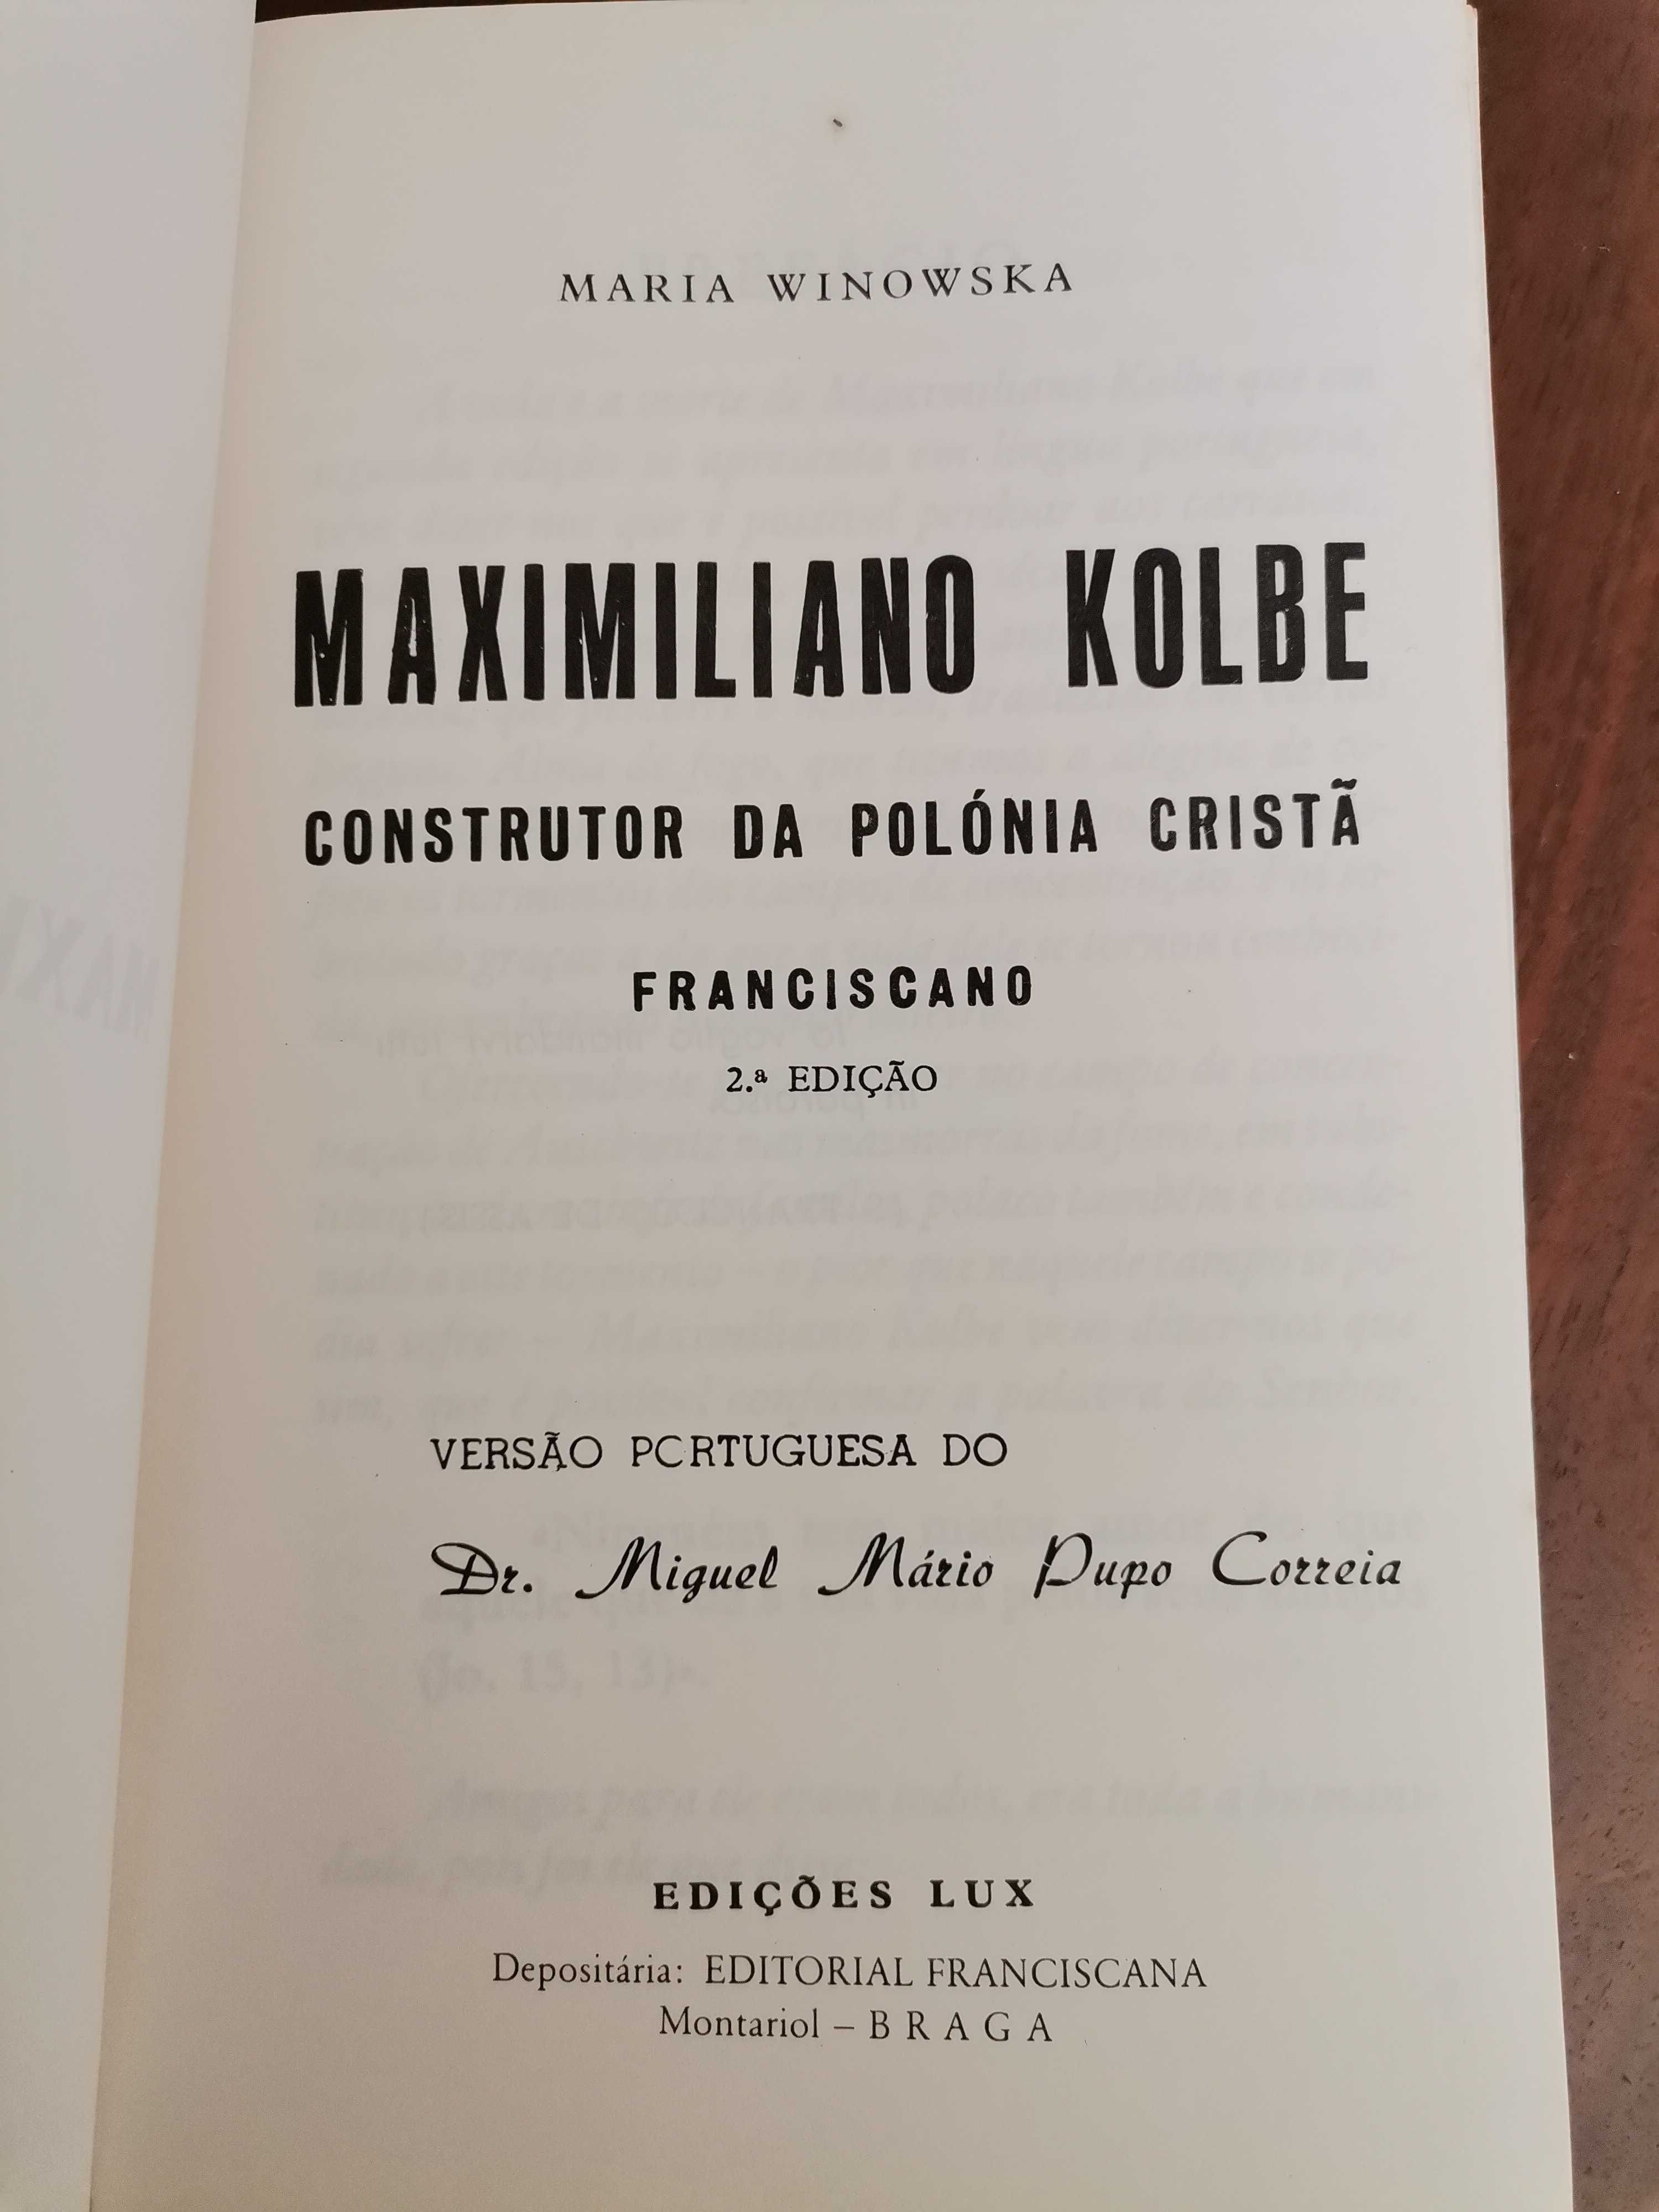 MARIA WINOWSKA
MAXIMILIANO KOLBE
CONSTRUTOR DA POLÓNIA CRISTÃ
FRANCISCANO
2.ª EDIÇÃO
VERSÃO PCRTUGUESA DO
Dr. Miguel Mário Pupo Correia
EDIÇÕES LUX
Depositária: EDITORIAL FRANCISCANA
Montariol – BRAGA